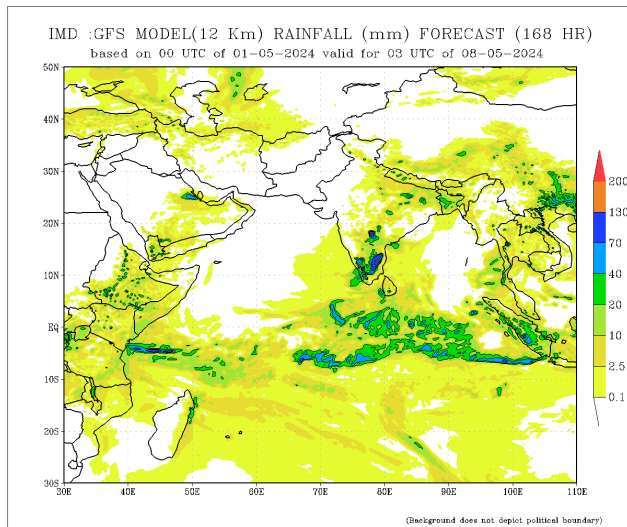 IMD :GFS MODEL(12 Km) RAINFALL (mm) FORECAST (168 HR)
based on 00 UTC of 01-05-2024 valid for 03 UTC of 08-05-2024
50N
40N
30N
20N
10N
EQ
10S
20S
30S
30E 40E 50E 60E 70E 80E 90E 100E 110E
200
130
70
40
20
10
2.5
0.1
(Background does not depict political boundary)